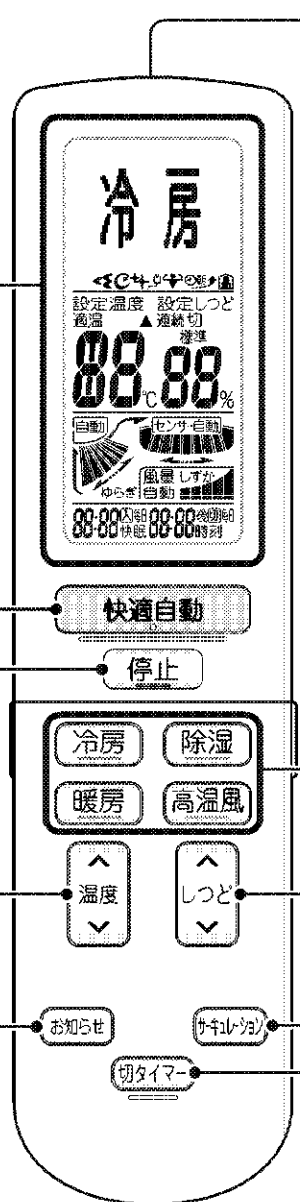 冷房
設定温度 設定しつど
適温 ▲ 連続 切
標準
88℃ 88%
自動 センサ・自動
ゆらぎ 風量 しずか
自動
快眠 時刻
快適自動
停止
冷房 除湿
暖房 高温風
温度 しつど
お知らせ サーキュレーション
切タイマー